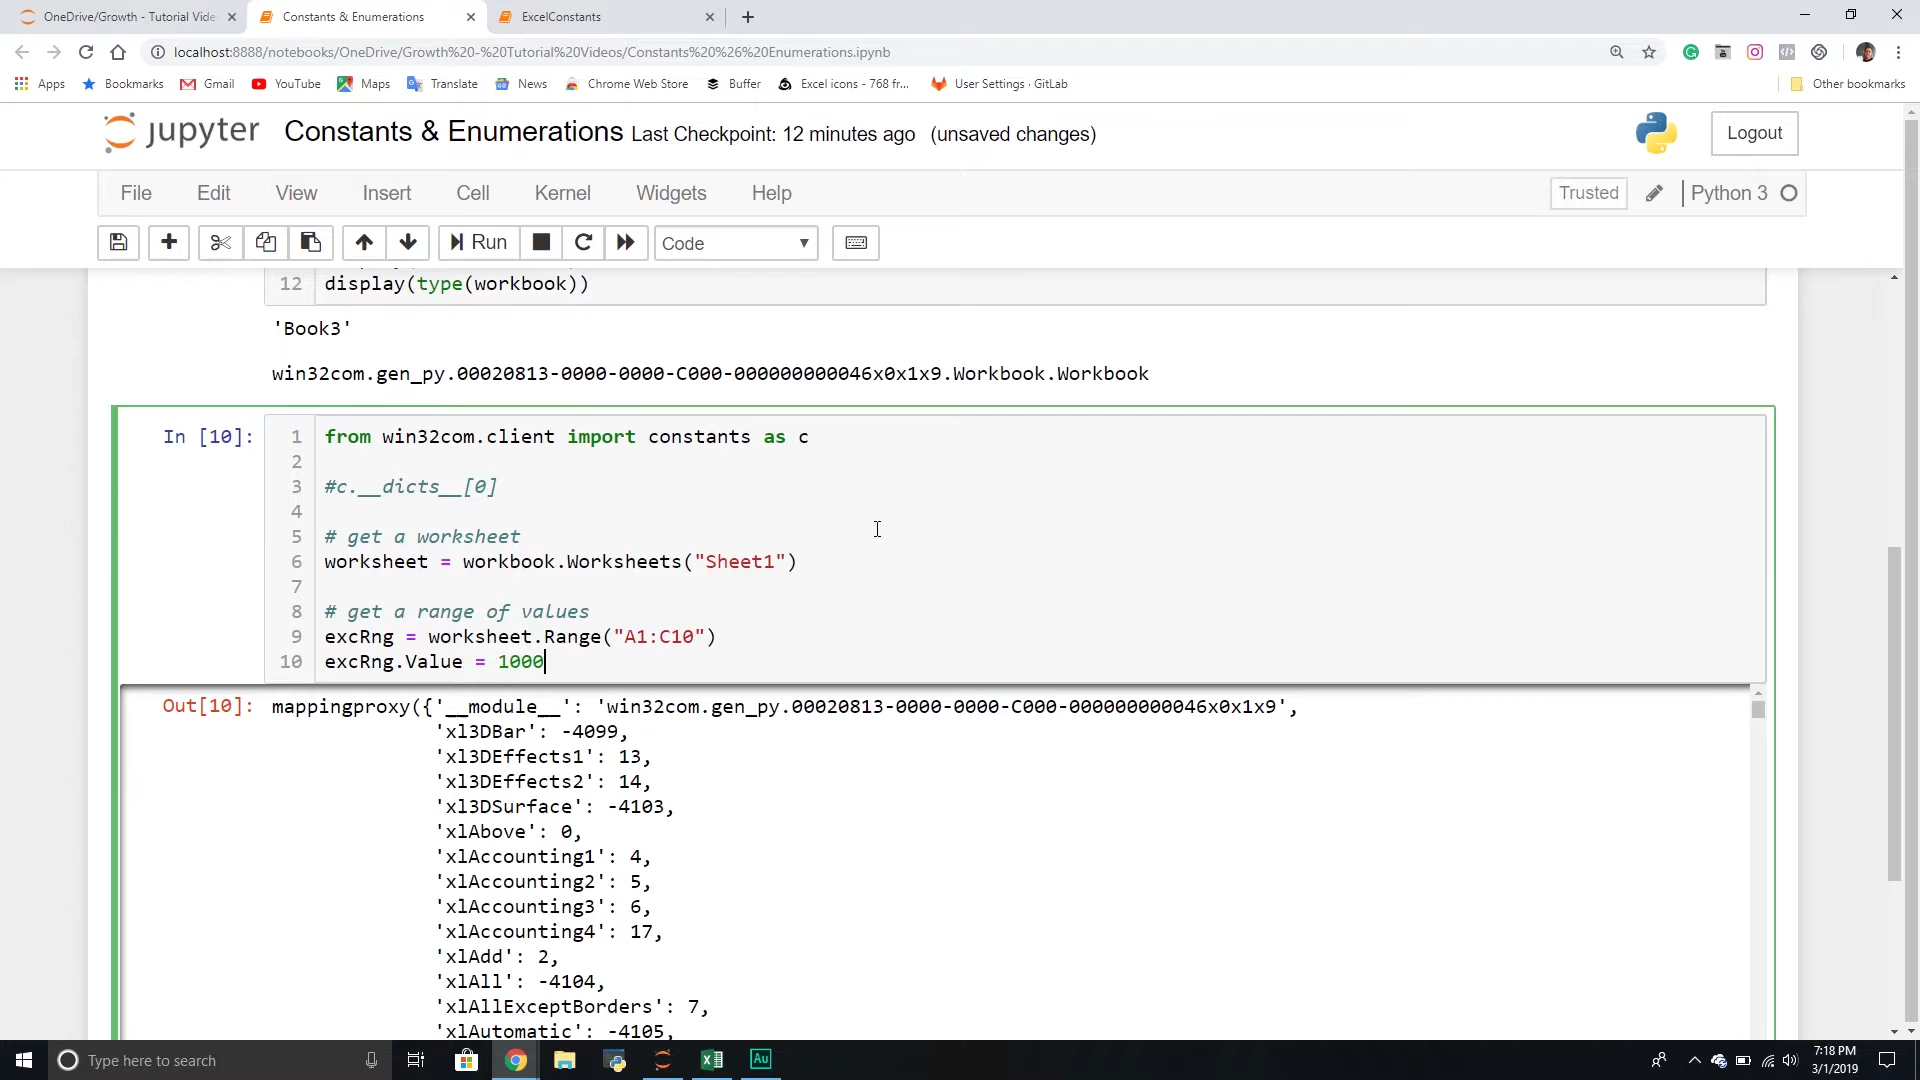 OneDrive/Growth - Tutorial Vide
Constants & Enumerations
ExcelConstants
localhost:8888/notebooks/OneDrive/Growth%20-%20Tutorial%20Videos/Constants%20%26%20Enumerations.ipynb
Apps
Bookmarks
Gmail
YouTube
Maps
Translate
News
Chrome Web Store
Buffer
Excel icons - 768 fr...
User Settings · GitLab
Other bookmarks
jupyter
Constants & Enumerations Last Checkpoint: 12 minutes ago (unsaved changes)
Logout
File
Edit
View
Insert
Cell
Kernel
Widgets
Help
Trusted
Python 3
Run
Code
12 display(type(workbook))
'Book3'
win32com.gen_py.00020813-0000-0000-C000-000000000046x0x1x9.Workbook.Workbook
In [10]:
1 from win32com.client import constants as c
2
3 #c.__dicts__[0]
4
5 # get a worksheet
6 worksheet = workbook.Worksheets("Sheet1")
7
8 # get a range of values
9 excRng = worksheet.Range("A1:C10")
10 excRng.Value = 1000
Out[10]:
mappingproxy({'__module__': 'win32com.gen_py.00020813-0000-0000-C000-000000000046x0x1x9',
'xl3DBar': -4099,
'xl3DEffects1': 13,
'xl3DEffects2': 14,
'xl3DSurface': -4103,
'xlAbove': 0,
'xlAccounting1': 4,
'xlAccounting2': 5,
'xlAccounting3': 6,
'xlAccounting4': 17,
'xlAdd': 2,
'xlAll': -4104,
'xlAllExceptBorders': 7,
'xlAutomatic': -4105,
Type here to search
Au
7:18 PM
3/1/2019